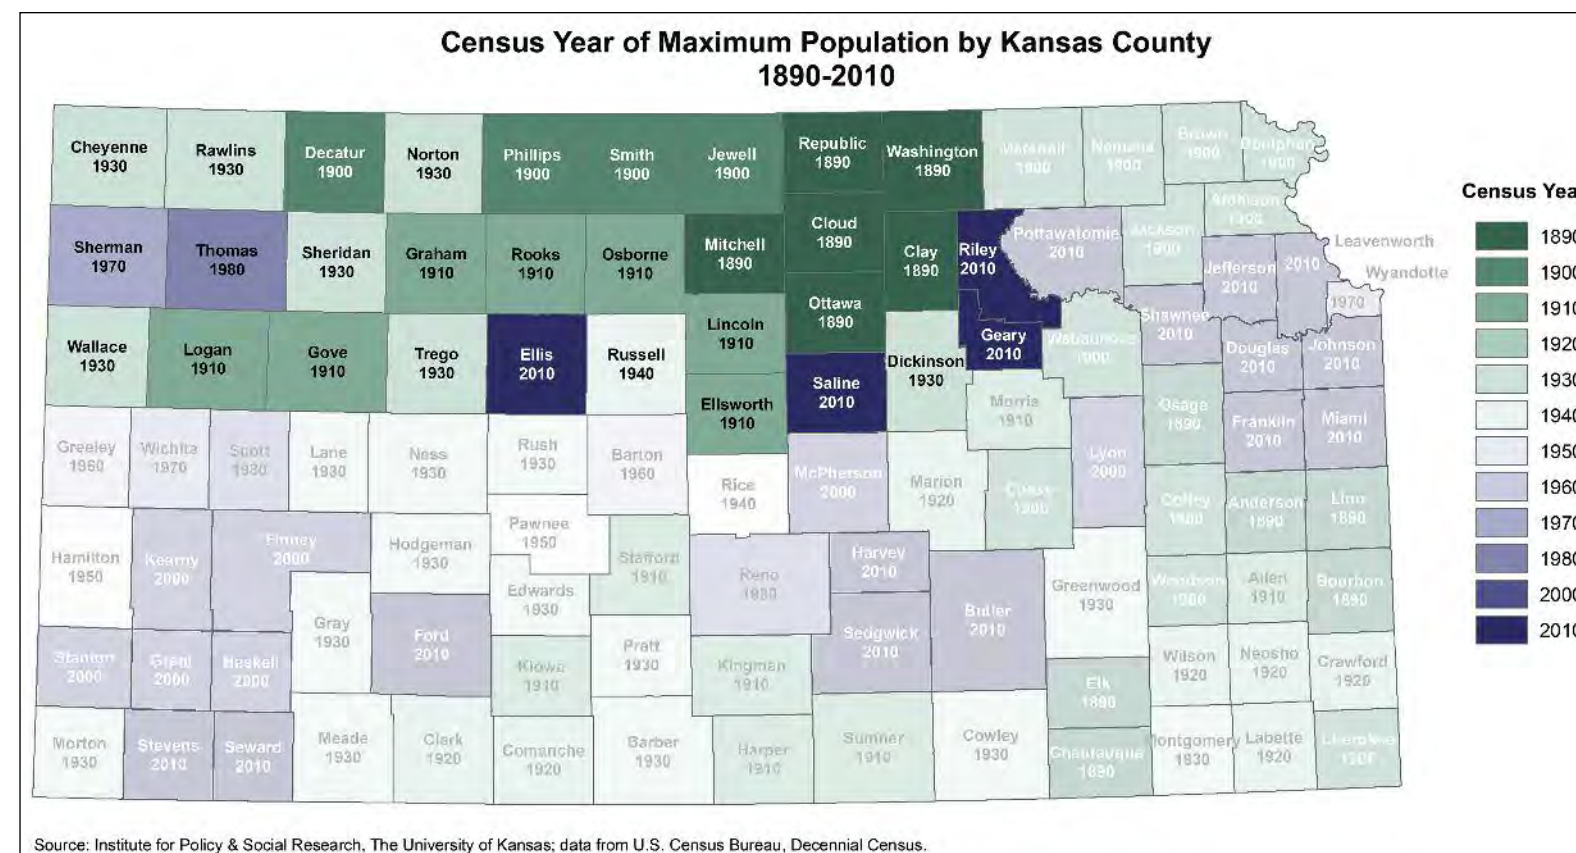 Census Year of Maximum Population by Kansas County
1890-2010
Cheyenne
1930
Rawlins
1930
Decatur
1900
Norton
1930
Phillips
1900
Smith
1900
Jewell
1900
Republic
1890
Washington
1890
Marshall
1900
Nemaha
1900
Brown
1900
Doniphan
1900
Sherman
1970
Thomas
1980
Sheridan
1930
Graham
1910
Rooks
1910
Osborne
1910
Mitchell
1890
Cloud
1890
Clay
1890
Riley
2010
Pottawatomie
2010
Jackson
1900
Atchison
1900
Jefferson
2010
Leavenworth
2010
Wyandotte
1970
Wallace
1930
Logan
1910
Gove
1910
Trego
1930
Ellis
2010
Russell
1940
Lincoln
1910
Ottawa
1890
Ellsworth
1910
Saline
2010
Dickinson
1930
Geary
2010
Wabaunsee
1900
Shawnee
2010
Douglas
2010
Johnson
2010
Morris
1910
Osage
1890
Franklin
2010
Miami
2010
Greeley
1960
Wichita
1970
Scott
Lane
1930
Ness
1930
Rush
1930
Barton
1960
Rice
1940
McPherson
2000
Marion
1920
Chase
1900
Lyon
2000
Coffey
1900
Anderson
1890
Linn
1890
Hamilton
1950
Kearny
2000
Finney
2000
Hodgeman
1930
Pawnee
1950
Stafford
1910
Edwards
1930
Reno
Harvey
2010
Butler
2010
Greenwood
1930
Woodson
Allen
1910
Bourbon
1890
Gray
1930
Ford
2010
Kiowa
1910
Pratt
1930
Kingman
1910
Sedgwick
2010
Elk
1890
Wilson
1920
Neosho
1920
Crawford
1920
Stanton
2000
Grant
2000
Haskell
2000
Morton
1930
Stevens
2010
Seward
2010
Meade
1930
Clark
1920
Comanche
1920
Barber
1930
Harper
1910
Sumner
1910
Cowley
1930
Chautauqua
1890
Montgomery
1930
Labette
1920
Cherokee
Census Yea
1890
1900
1910
1920
1930
1940
1950
1960
1970
1980
2000
2010
Source: Institute for Policy & Social Research, The University of Kansas; data from U.S. Census Bureau, Decennial Census.